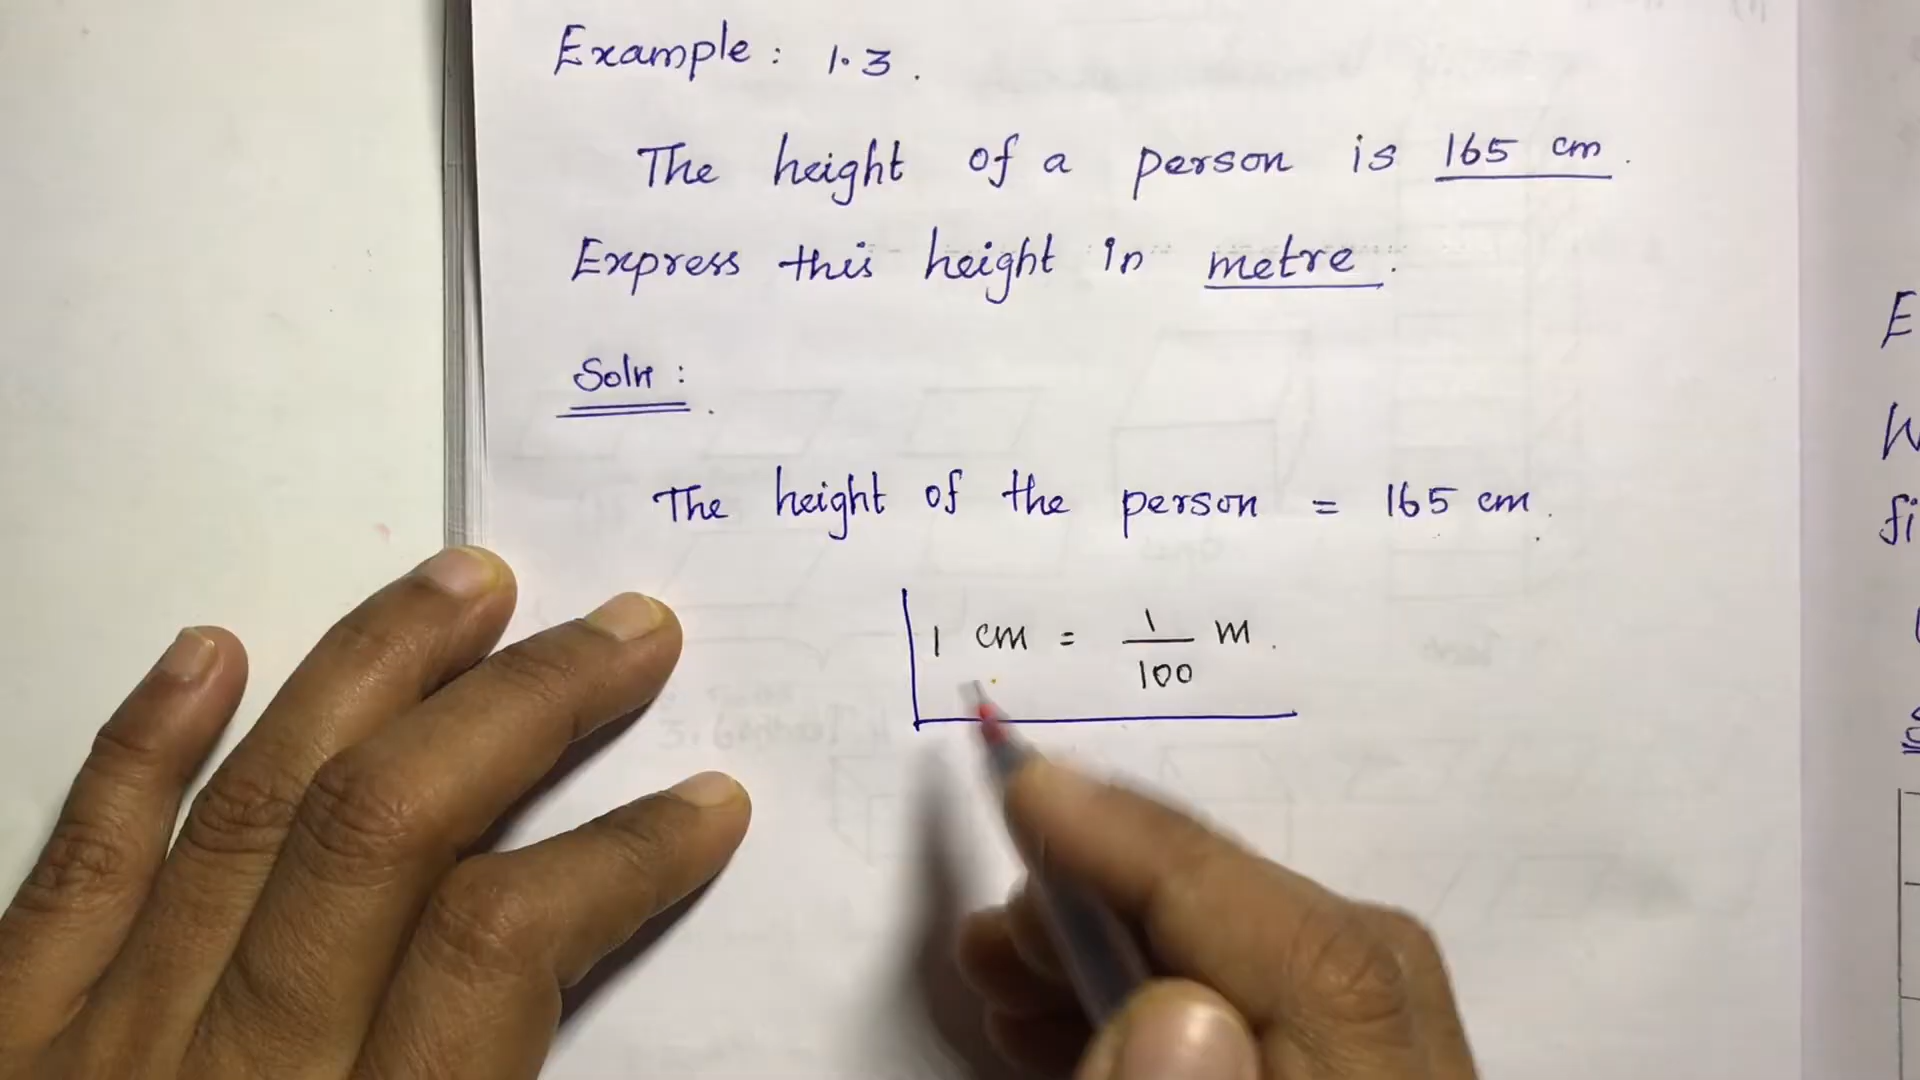 Example: 1.3.
The height of a person is 165 cm.
Express this height in metre.
Soln:
The height of the person = 165 cm.
1 cm = 1/100 m.
E
W
fi